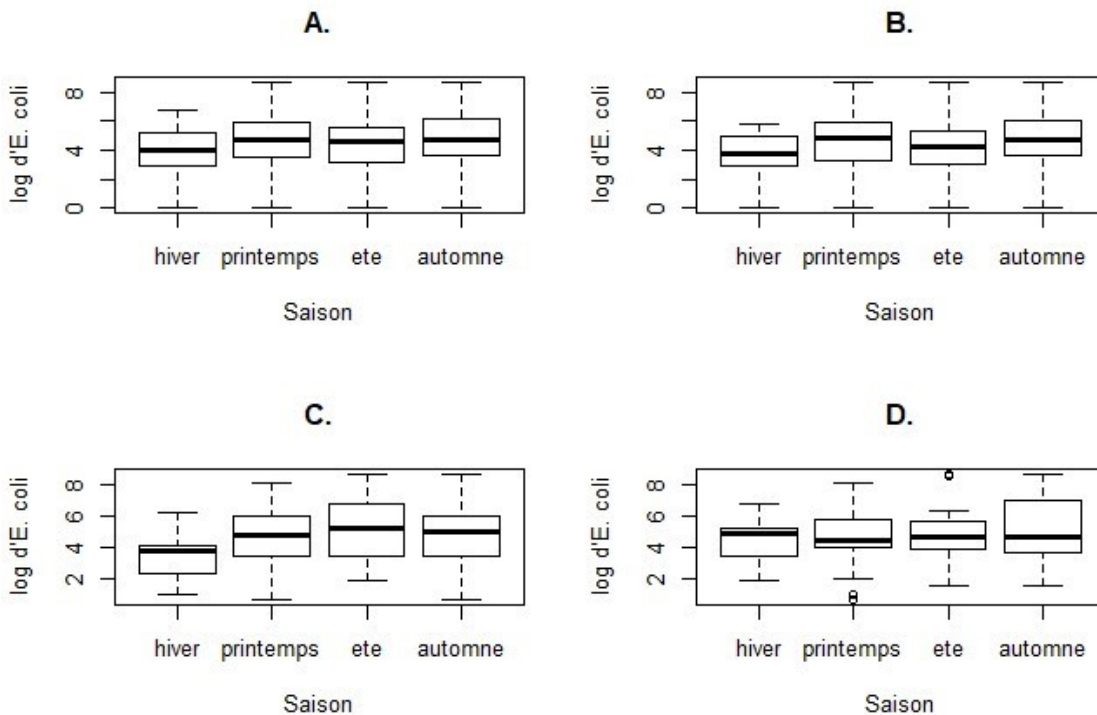 A.
log d'E. coli
8
4
0
hiver printemps ete automne
Saison
B.
log d'E. coli
8
4
0
hiver printemps ete automne
Saison
C.
log d'E. coli
8
6
4
2
hiver printemps ete automne
Saison
D.
log d'E. coli
8
6
4
2
hiver printemps ete automne
Saison